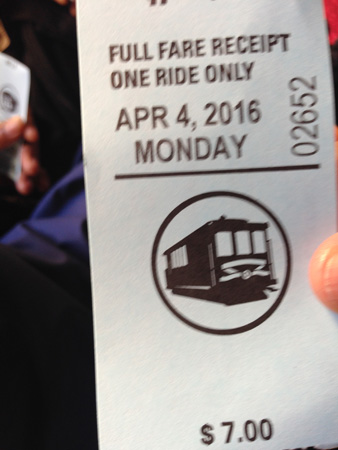 FULL FARE RECEIPT
ONE RIDE ONLY
APR 4, 2016
MONDAY
02652
$7.00